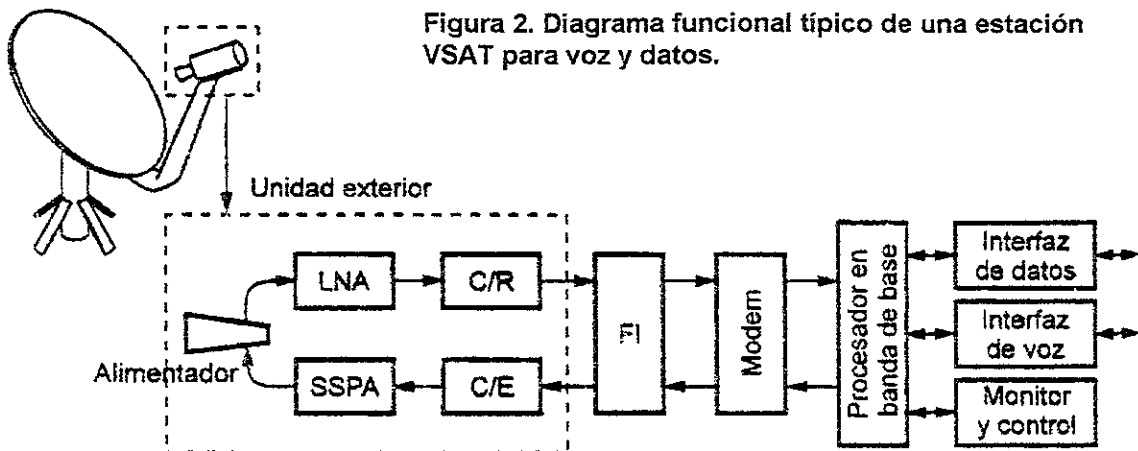 Figura 2. Diagrama funcional típico de una estación
VSAT para voz y datos.
Unidad exterior
LNA
C/R
Alimentador
SSPA
C/E
FI
Modem
Procesador en
banda de base
Interfaz
de datos
Interfaz
de voz
Monitor
y control